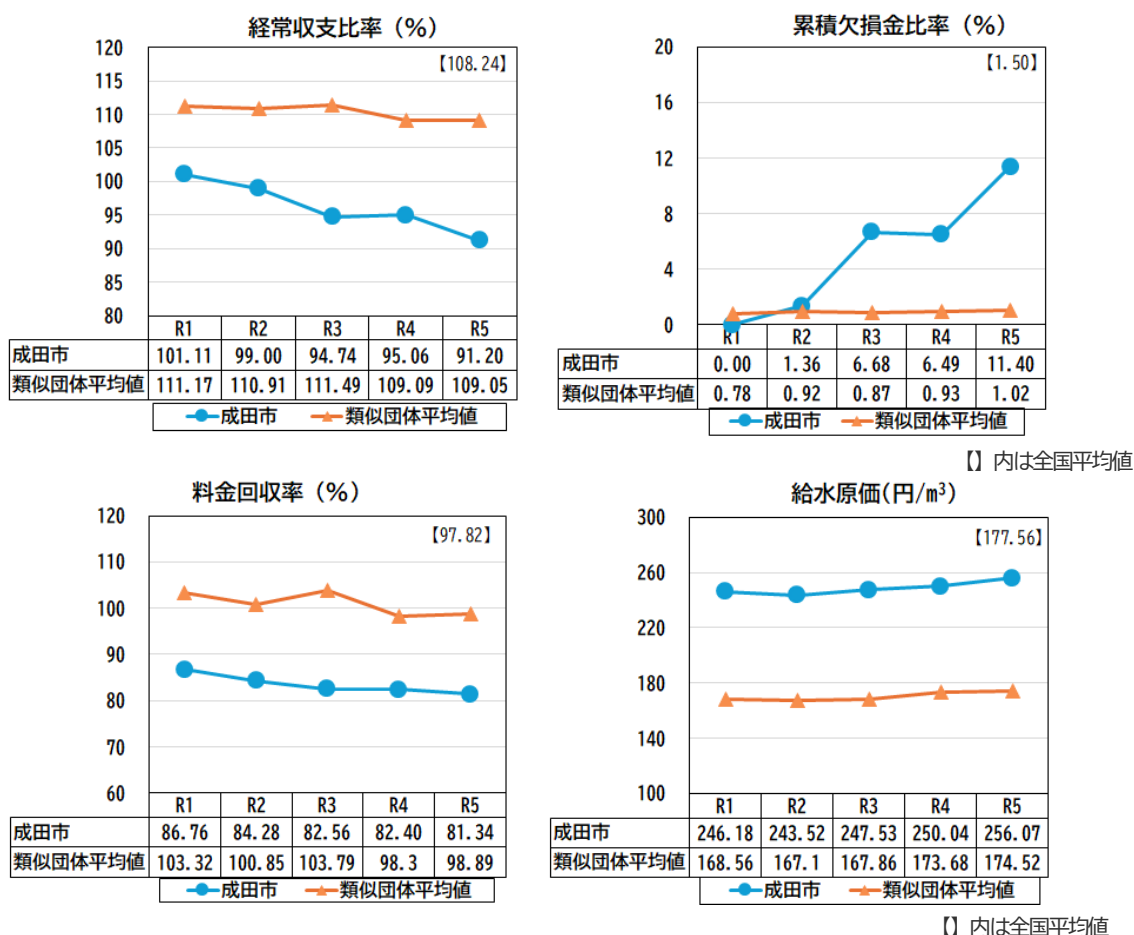 経常収支比率（％）
【108.24】
120
115
110
105
100
95
90
85
80
R1 R2 R3 R4 R5
成田市 101.11 99.00 94.74 95.06 91.20
類似団体平均値 111.17 110.91 111.49 109.09 109.05
成田市 類似団体平均値
累積欠損金比率（％）
【1.50】
20
16
12
8
4
0
R1 R2 R3 R4 R5
成田市 0.00 1.36 6.68 6.49 11.40
類似団体平均値 0.78 0.92 0.87 0.93 1.02
成田市 類似団体平均値
【】内は全国平均値
料金回収率（％）
【97.82】
120
110
100
90
80
70
60
R1 R2 R3 R4 R5
成田市 86.76 84.28 82.56 82.40 81.34
類似団体平均値 103.32 100.85 103.79 98.3 98.89
成田市 類似団体平均値
給水原価(円/㎥)
【177.56】
300
260
220
180
140
100
R1 R2 R3 R4 R5
成田市 246.18 243.52 247.53 250.04 256.07
類似団体平均値 168.56 167.1 167.86 173.68 174.52
成田市 類似団体平均値
【】内は全国平均値